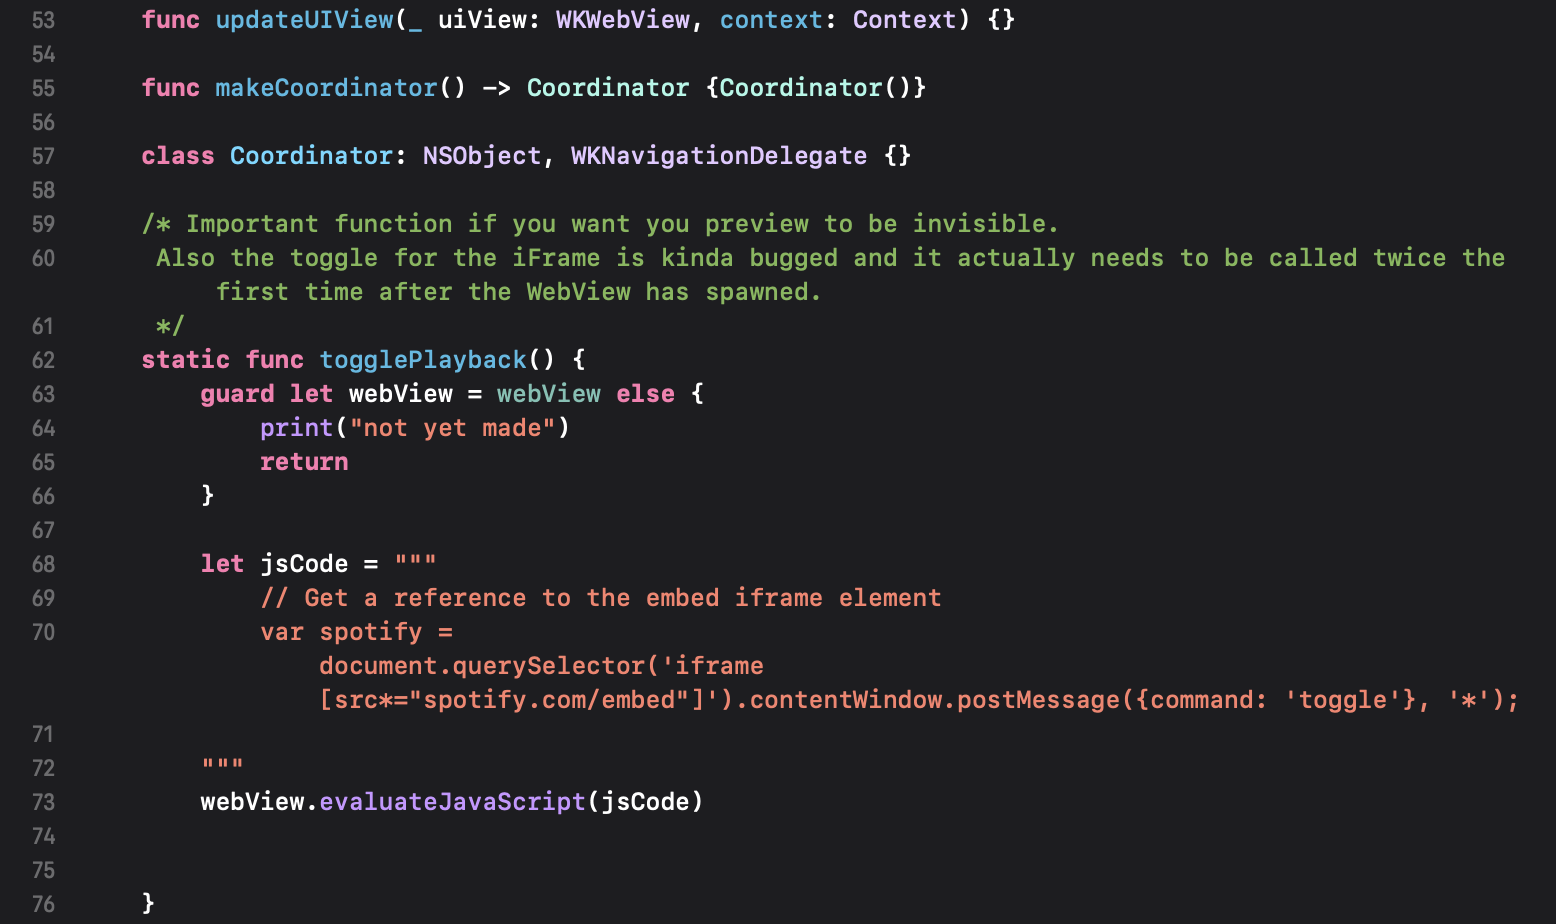 53 func updateUIView(_ uiView: WKWebView, context: Context) {}
54
55 func makeCoordinator() -> Coordinator {Coordinator()}
56
57 class Coordinator: NSObject, WKNavigationDelegate {}
58
59 /* Important function if you want you preview to be invisible.
60 Also the toggle for the iFrame is kinda bugged and it actually needs to be called twice the
first time after the WebView has spawned.
61 */
62 static func togglePlayback() {
63 guard let webView = webView else {
64 print("not yet made")
65 return
66 }
67
68 let jsCode = """
69 // Get a reference to the embed iframe element
70 var spotify =
document.querySelector('iframe
[src*="spotify.com/embed"]').contentWindow.postMessage({command: 'toggle'}, '*');
71
72 """
73 webView.evaluateJavaScript(jsCode)
74
75
76 }